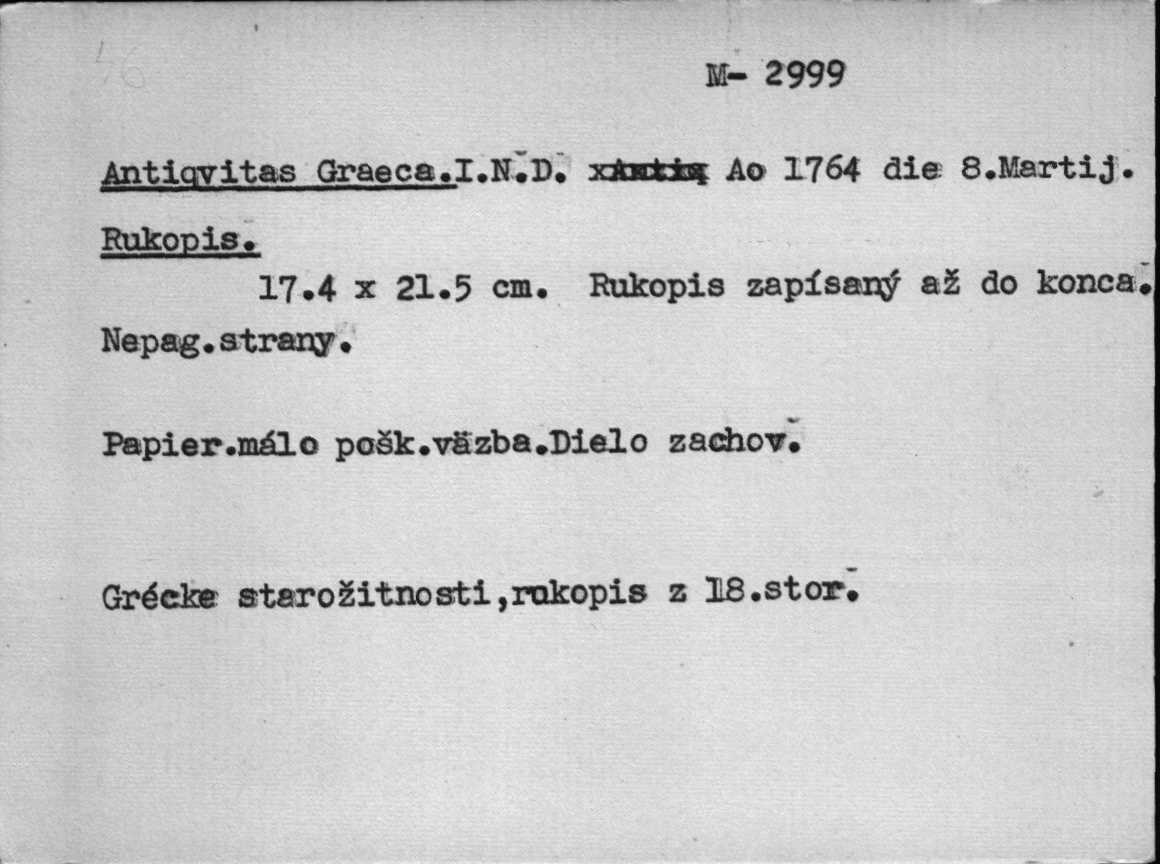 M- 2999
Antiqvitas Graeca.I.N.D. Ao 1764 die 8.Martij.
Rukopis.
17.4 x 21.5 cm. Rukopis zapísaný až do konca.
Nepag.strany.
Papier.málo pošk.väzba.Dielo zachov.
Grécke starožitnosti,rukopis z 18.stor.